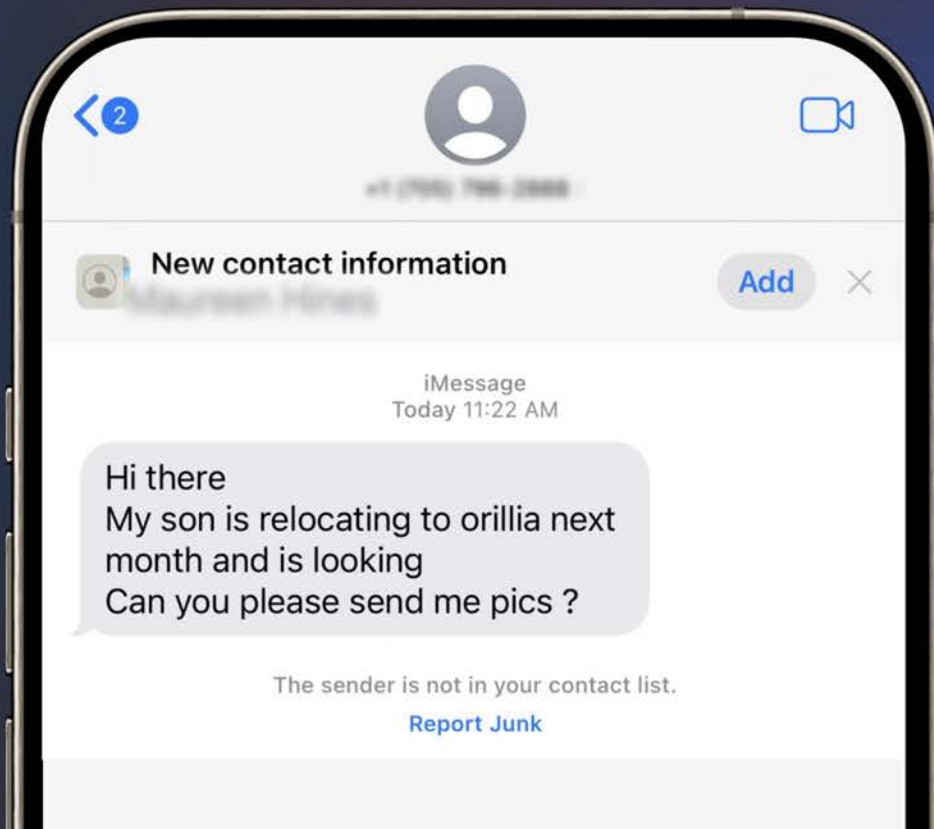 2
New contact information
Add
iMessage
Today 11:22 AM
Hi there
My son is relocating to orillia next
month and is looking
Can you please send me pics ?
The sender is not in your contact list.
Report Junk